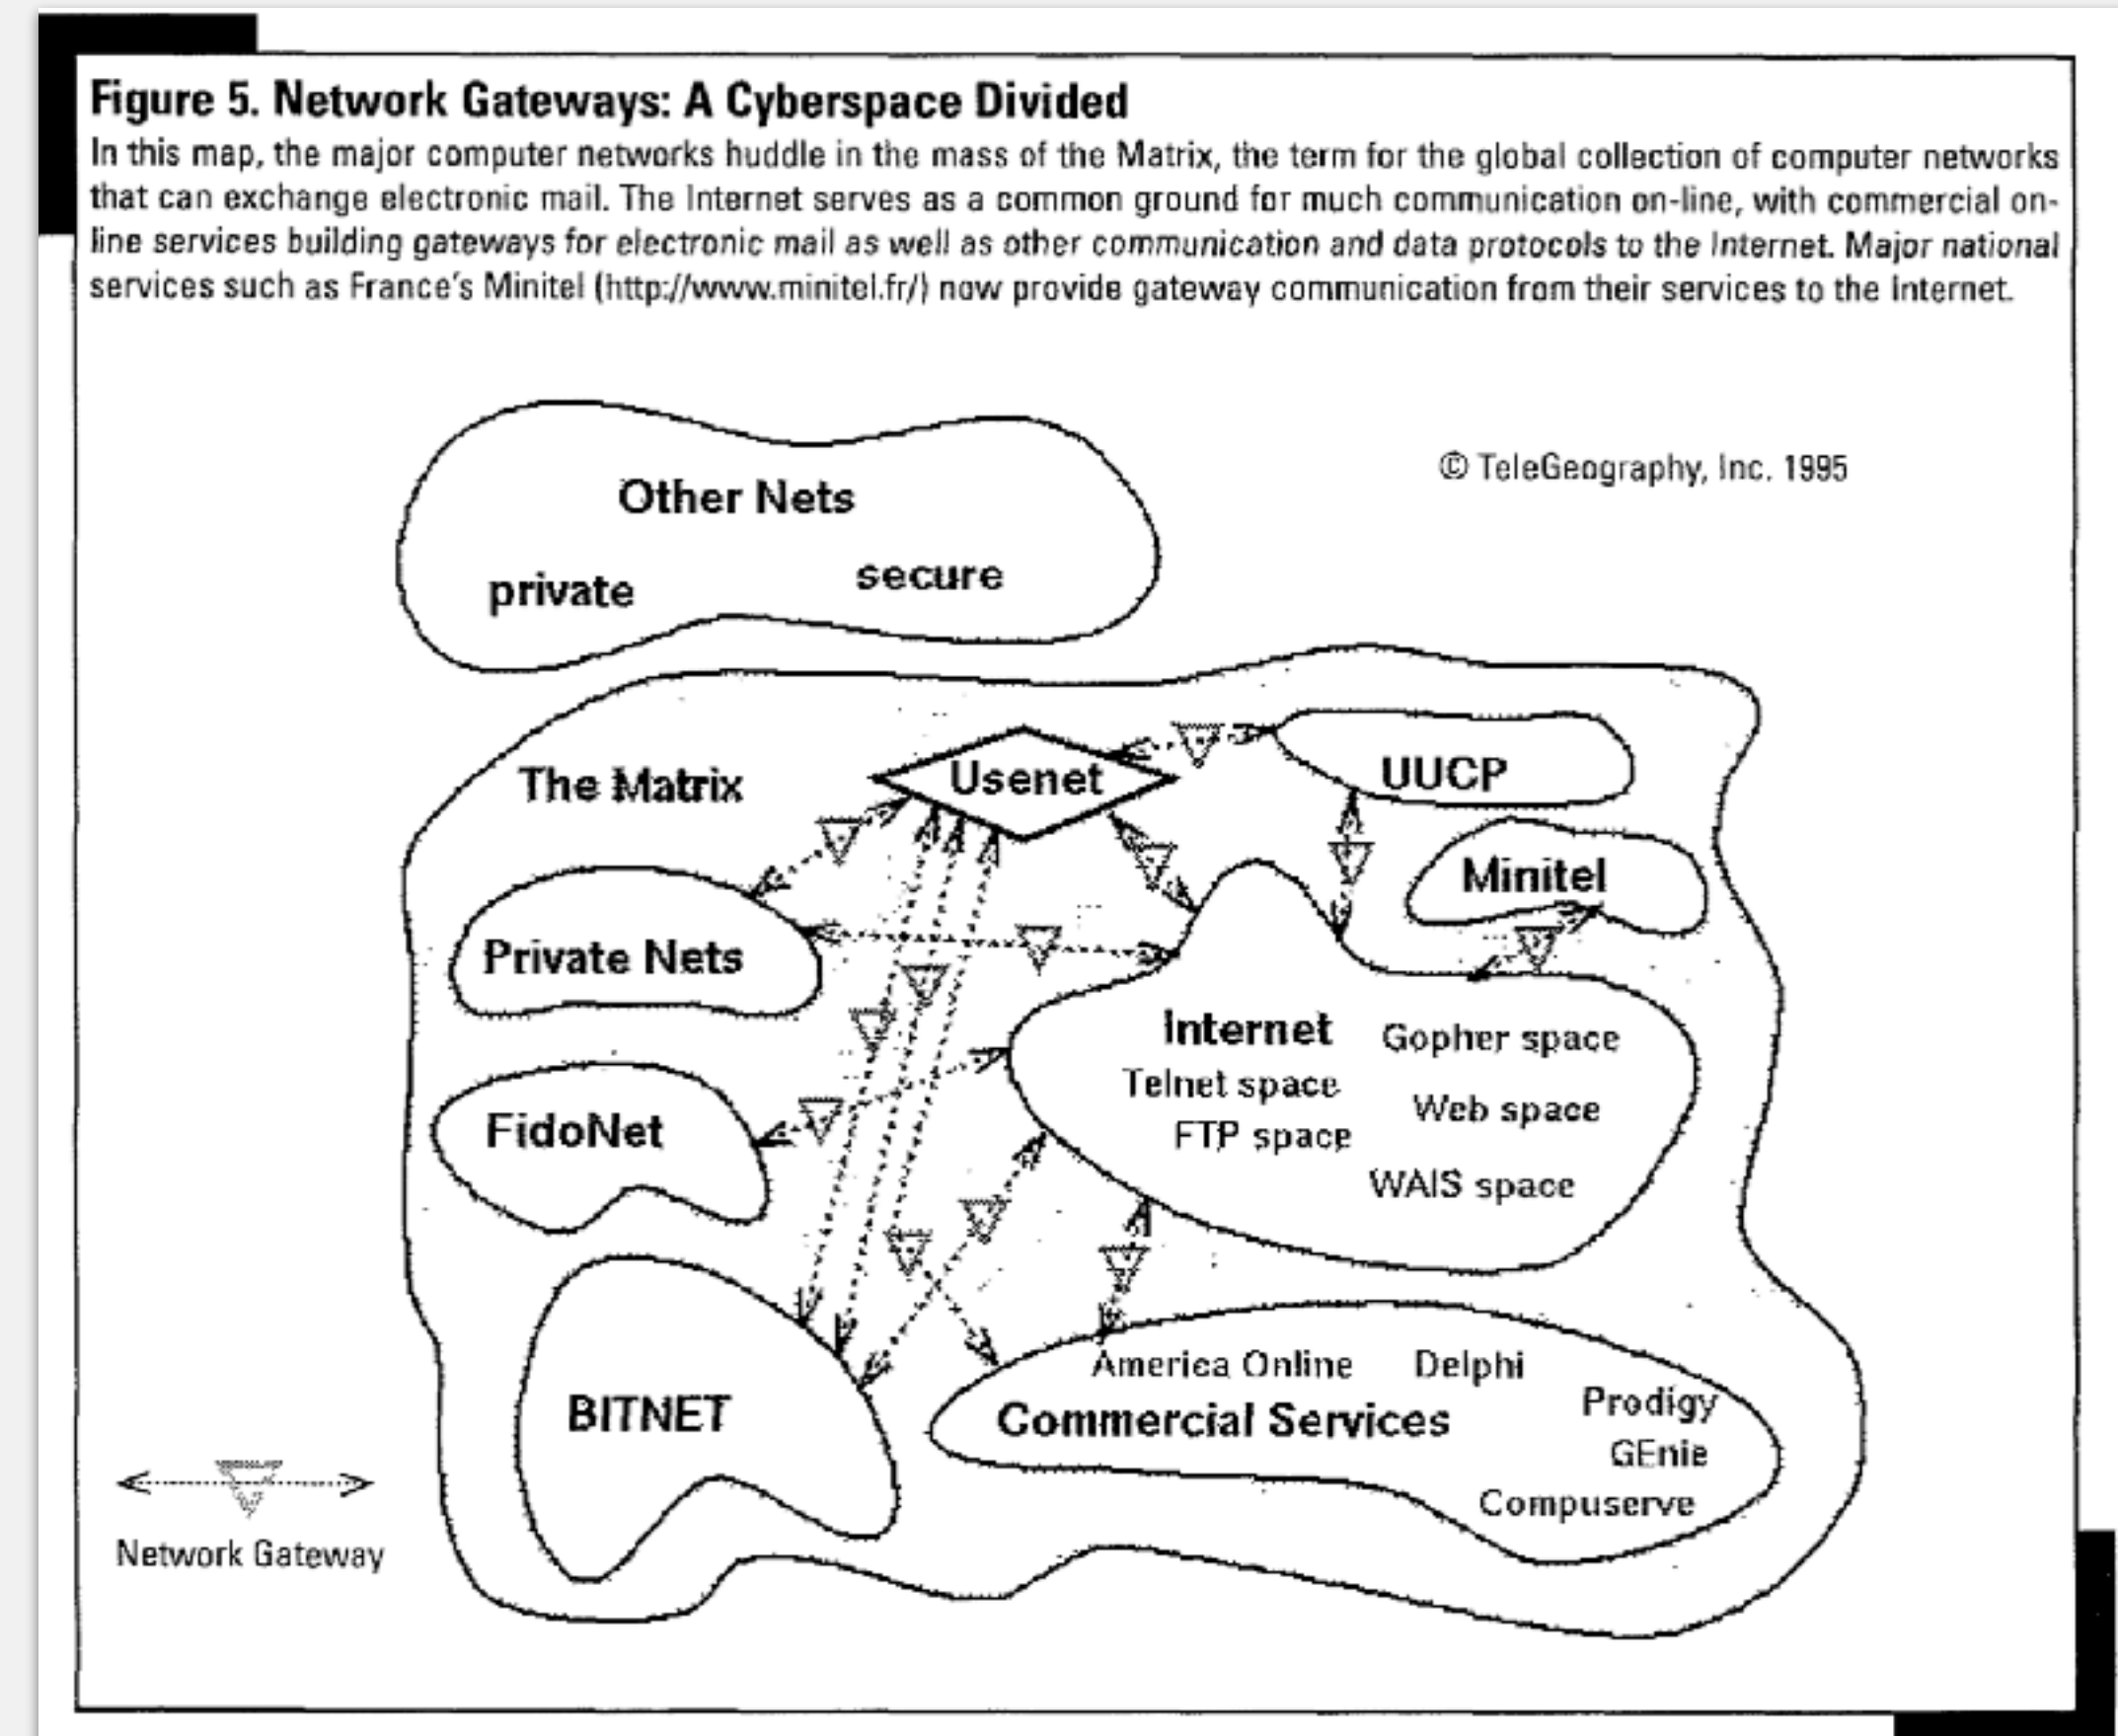 Figure 5. Network Gateways: A Cyberspace Divided
In this map, the major computer networks huddle in the mass of the Matrix, the term for the global collection of computer networks
that can exchange electronic mail. The Internet serves as a common ground for much communication on-line, with commercial on-
line services building gateways for electronic mail as well as other communication and data protocols to the Internet. Major national
services such as France's Minitel (http://www.minitel.fr/) now provide gateway communication from their services to the Internet.
© TeleGeography, Inc. 1995
Other Nets
private
secure
The Matrix
Usenet
UUCP
Minitel
Private Nets
Internet
Gopher space
Telnet space
Web space
FTP space
WAIS space
FidoNet
BITNET
America Online
Delphi
Commercial Services
Prodigy
GEnie
Compuserve
Network Gateway